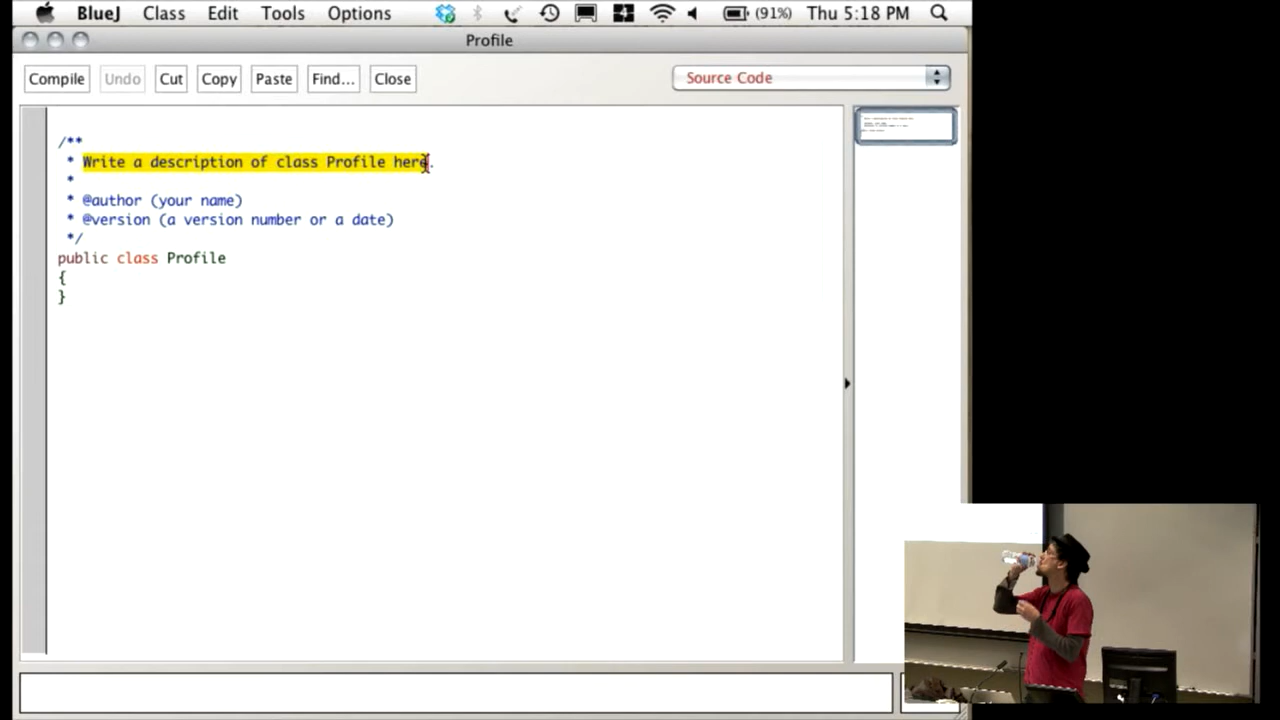 BlueJ Class Edit Tools Options 4 (91%) Thu 5:18 PM
Profile
Compile Undo Cut Copy Paste Find... Close Source Code
/**
* Write a description of class Profile here.
*
* @author (your name)
* @version (a version number or a date)
*/
public class Profile
{
}